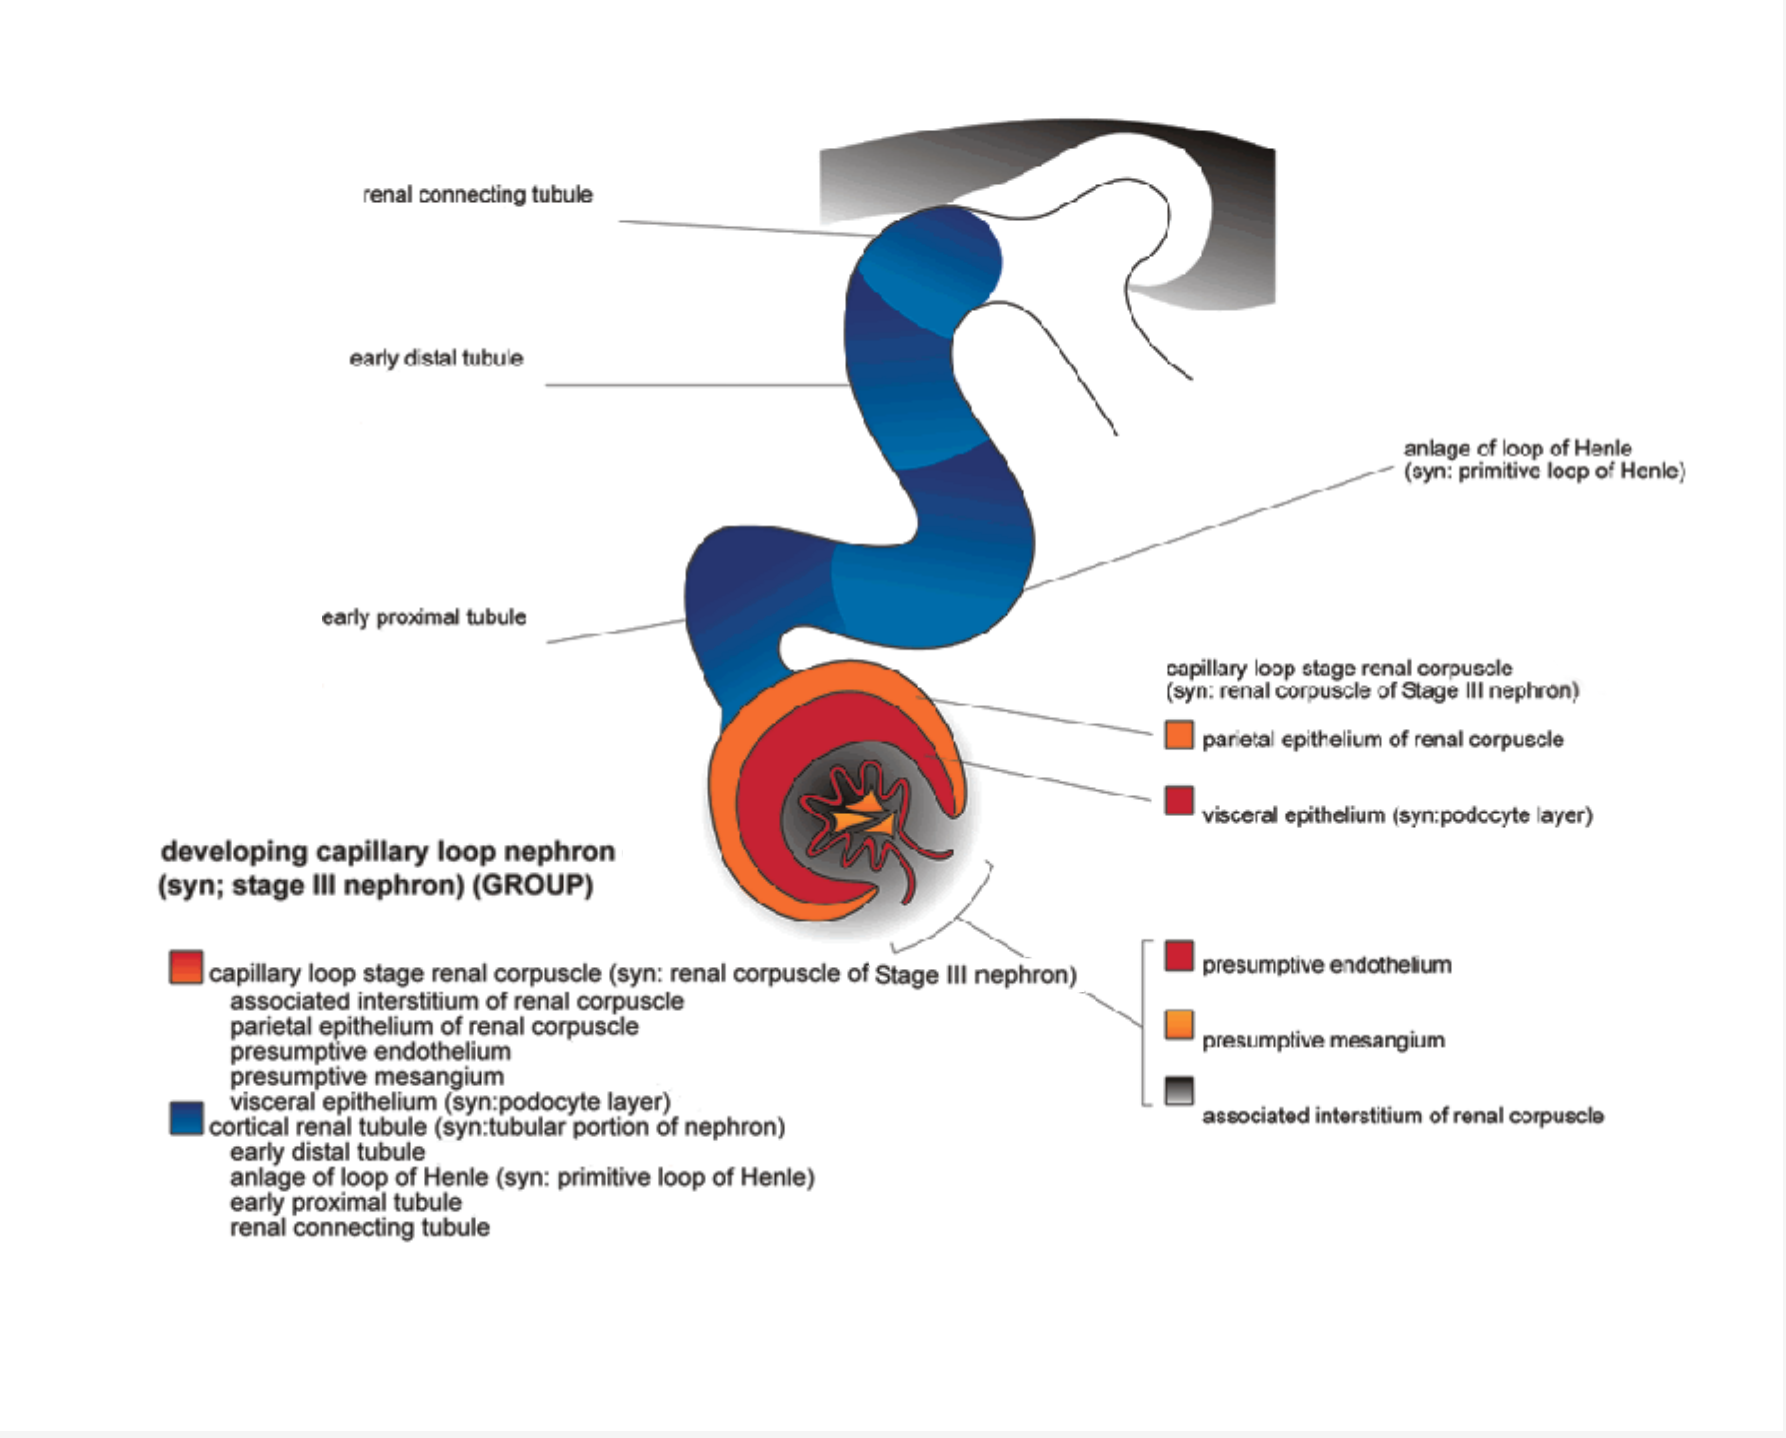 renal connecting tubule
early distal tubule
anlage of loop of Henle
(syn: primitive loop of Henle)
early proximal tubule
capillary loop stage renal corpuscle
(syn: renal corpuscle of Stage III nephron)
parietal epithelium of renal corpuscle
visceral epithelium (syn:podocyte layer)
developing capillary loop nephron
(syn; stage III nephron) (GROUP)
capillary loop stage renal corpuscle (syn: renal corpuscle of Stage III nephron)
associated interstitium of renal corpuscle
parietal epithelium of renal corpuscle
presumptive endothelium
presumptive mesangium
visceral epithelium (syn:podocyte layer)
cortical renal tubule (syn:tubular portion of nephron)
early distal tubule
anlage of loop of Henle (syn: primitive loop of Henle)
early proximal tubule
renal connecting tubule
presumptive endothelium
presumptive mesangium
associated interstitium of renal corpuscle